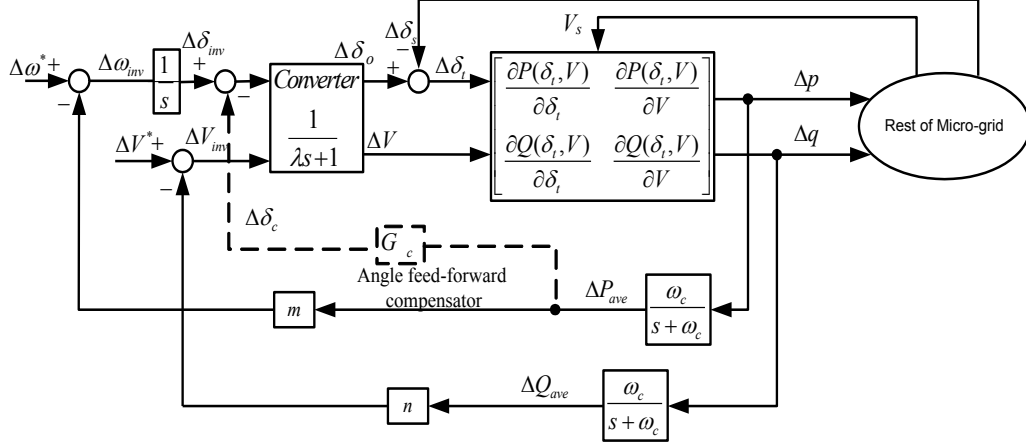 Δδ_s
V_s
Δω* + Δω_inv 1/s Δδ_inv + Converter Δδ_o + − Δδ_t
−
−
1/(λs+1)
ΔV* + ΔV_inv ΔV
−
∂P(δ_t,V)/∂δ_t ∂P(δ_t,V)/∂V
∂Q(δ_t,V)/∂δ_t ∂Q(δ_t,V)/∂V
Δp
Δq
Rest of Micro-grid
Δδ_c
G_c
Angle feed-forward
compensator
m
ΔP_ave
ω_c/(s+ω_c)
n
ΔQ_ave
ω_c/(s+ω_c)